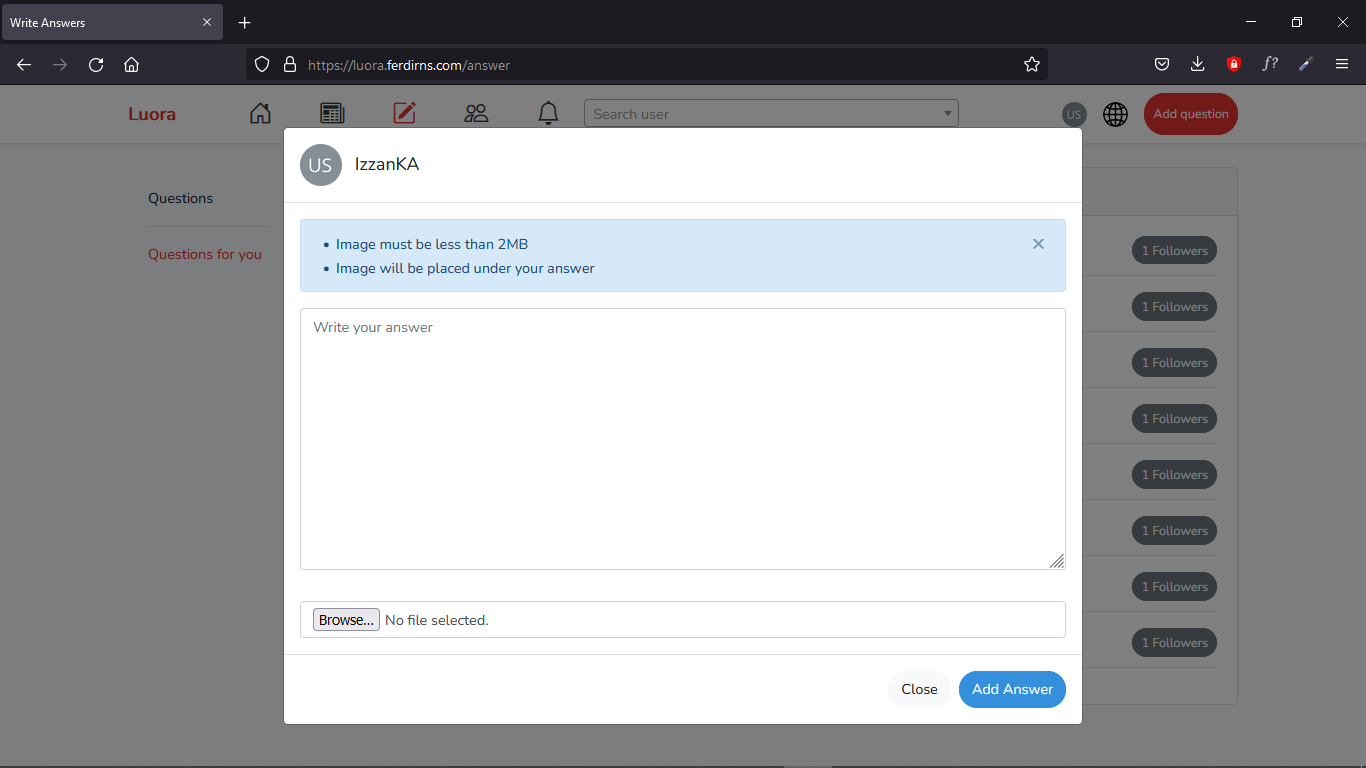 Write Answers
https://luora.ferdirns.com/answer
f?
Luora
Search user
US
Add question
US
IzzanKA
Questions
Questions for you
• Image must be less than 2MB
• Image will be placed under your answer
Write your answer
1 Followers
1 Followers
1 Followers
1 Followers
1 Followers
1 Followers
1 Followers
1 Followers
Browse... No file selected.
Close
Add Answer